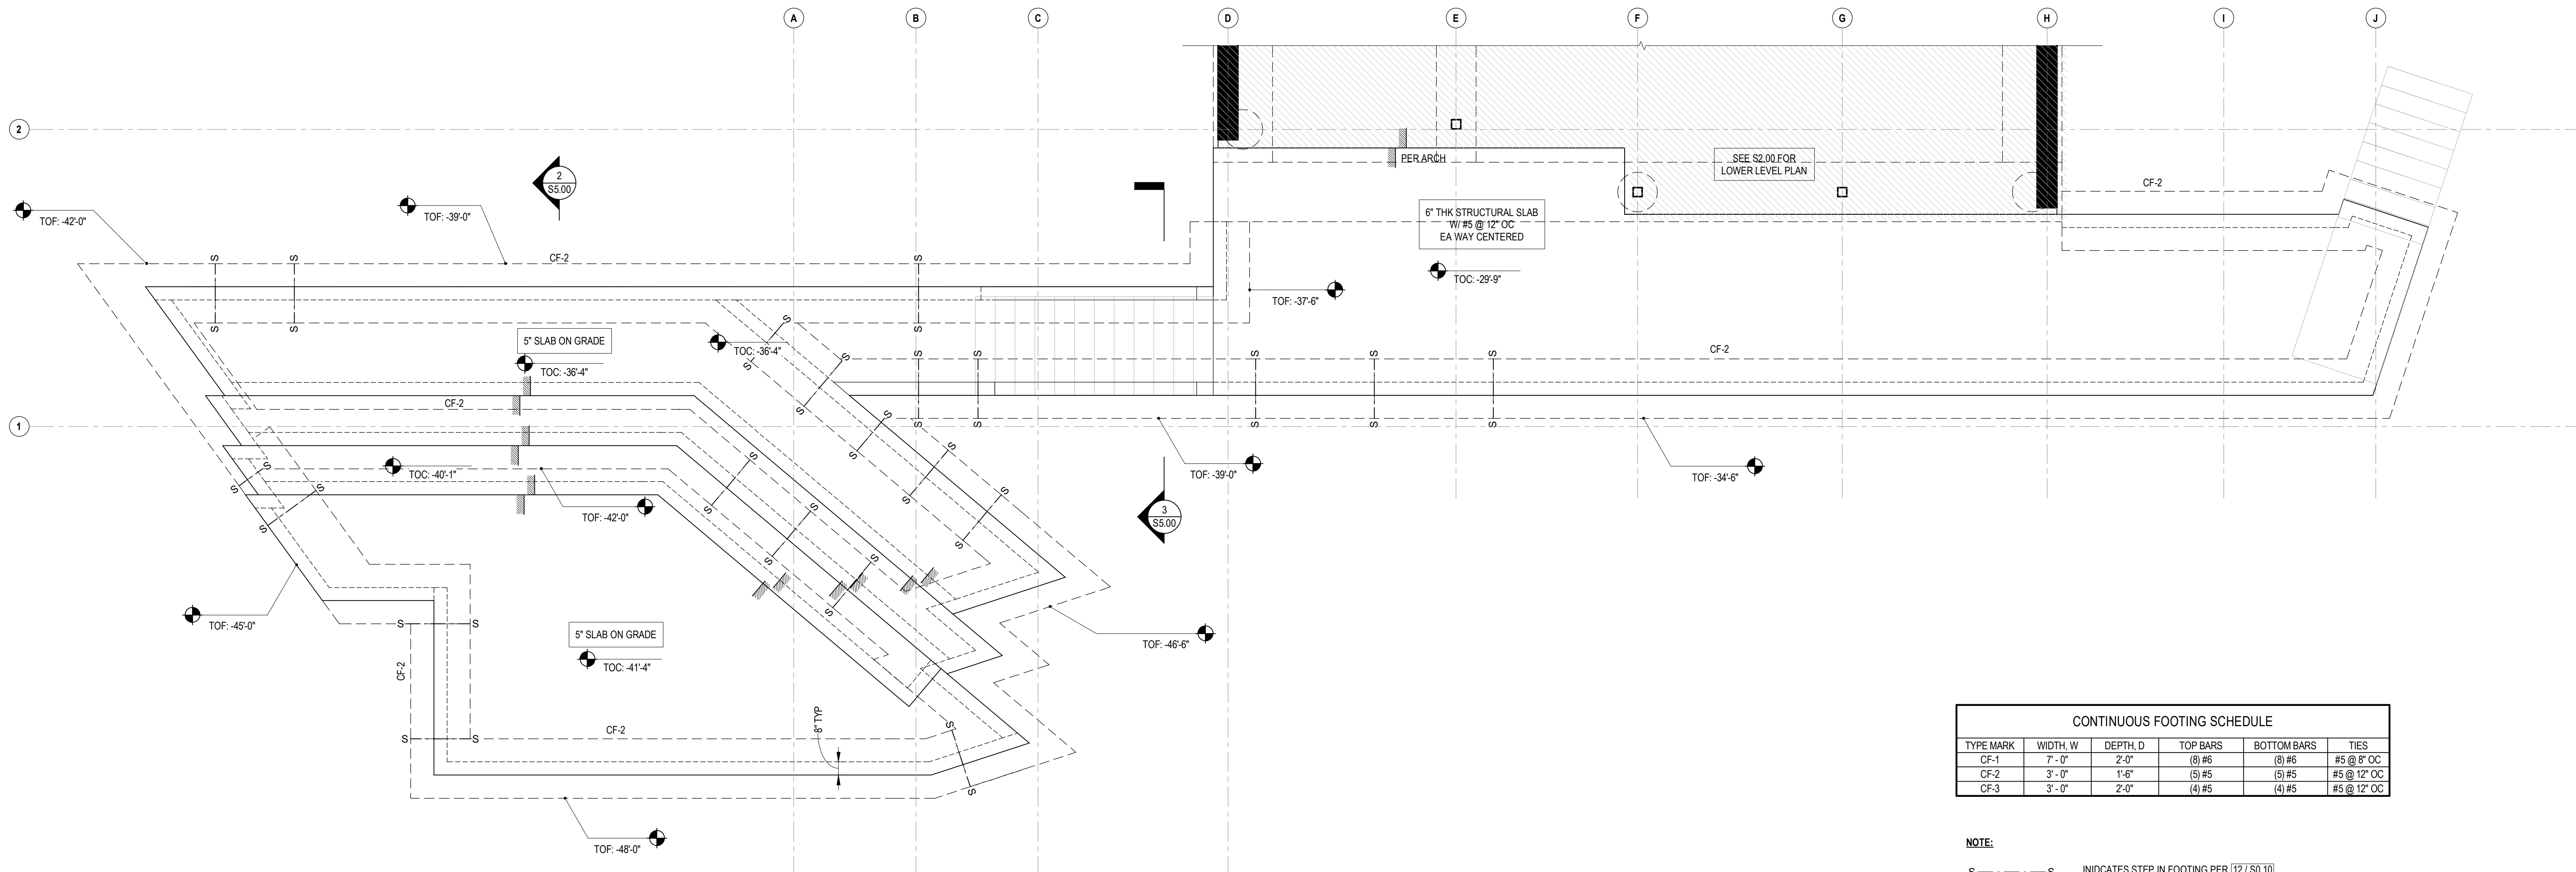 A B C D E F G H I J
2
2
S5.00
PER ARCH
SEE S2.00 FOR
LOWER LEVEL PLAN
CF-2
TOF: -42'-0"
TOF: -39'-0"
6" THK STRUCTURAL SLAB
W/ #5 @ 12" OC
EA WAY CENTERED
CF-2
S S S
TOC: -29'-9"
TOF: -37'-6"
S S S
S
5" SLAB ON GRADE
TOC: -36'-4"
CF-2
TOC: -36'-4"
S S S S S S S
CF-2
S
S
1
S S S S S S
S
S
S
S
TOC: -40'-1"
S
S
TOF: -39'-0"
TOF: -34'-6"
S
S
S
S
S
TOF: -42'-0"
S
S
3
S5.00
S
S
S
S
S
TOF: -45'-0"
S S
5" SLAB ON GRADE
TOF: -46'-6"
TOC: -41'-4"
CF-2
8" TYP
CF-2
S S
S
S
TOF: -48'-0"
CONTINUOUS FOOTING SCHEDULE
TYPE MARK WIDTH, W DEPTH, D TOP BARS BOTTOM BARS TIES
CF-1 7' - 0" 2'-0" (8) #6 (8) #6 #5 @ 8" OC
CF-2 3' - 0" 1'-6" (5) #5 (5) #5 #5 @ 12" OC
CF-3 3' - 0" 2'-0" (4) #5 (4) #5 #5 @ 12" OC
NOTE:
S S INIDCATES STEP IN FOOTING PER 12 / S0.10